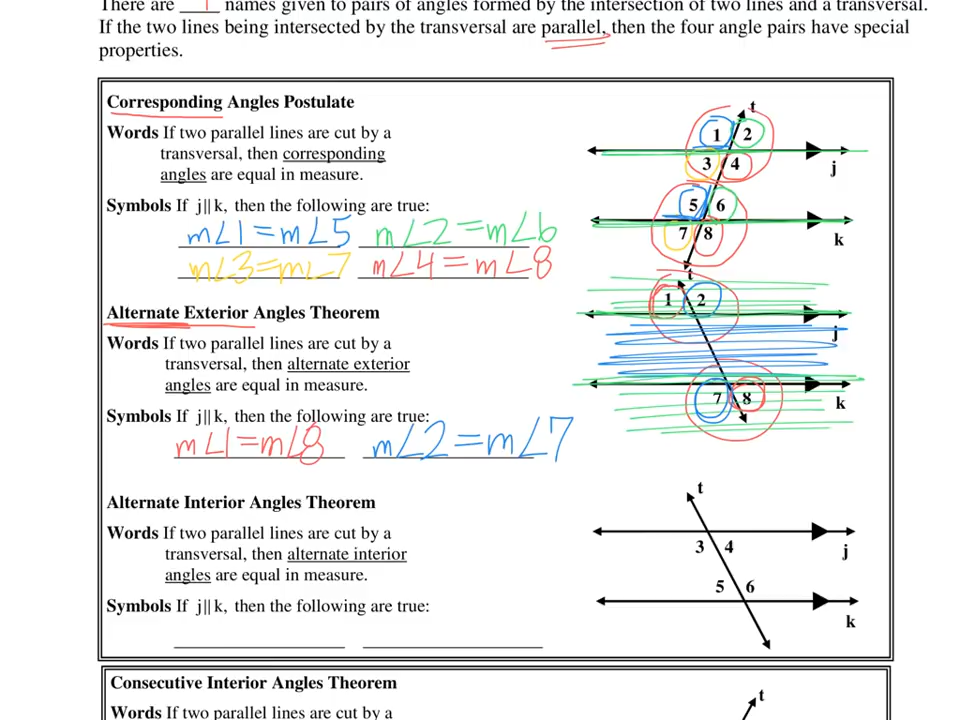 There are names given to pairs of angles formed by the intersection of two lines and a transversal.
If the two lines being intersected by the transversal are parallel, then the four angle pairs have special
properties.
Corresponding Angles Postulate
Words If two parallel lines are cut by a
transversal, then corresponding
angles are equal in measure.
Symbols If j||k, then the following are true:
m∠1=m∠5 m∠2=m∠6
m∠3=m∠7 m∠4=m∠8
t
1 2
3 4
j
5 6
7 8
k
Alternate Exterior Angles Theorem
Words If two parallel lines are cut by a
transversal, then alternate exterior
angles are equal in measure.
Symbols If j||k, then the following are true:
m∠1=m∠8 m∠2=m∠7
t
1 2
j
7 8
k
Alternate Interior Angles Theorem
Words If two parallel lines are cut by a
transversal, then alternate interior
angles are equal in measure.
Symbols If j||k, then the following are true:
t
3 4
j
5 6
k
Consecutive Interior Angles Theorem
Words If two parallel lines are cut by a
t